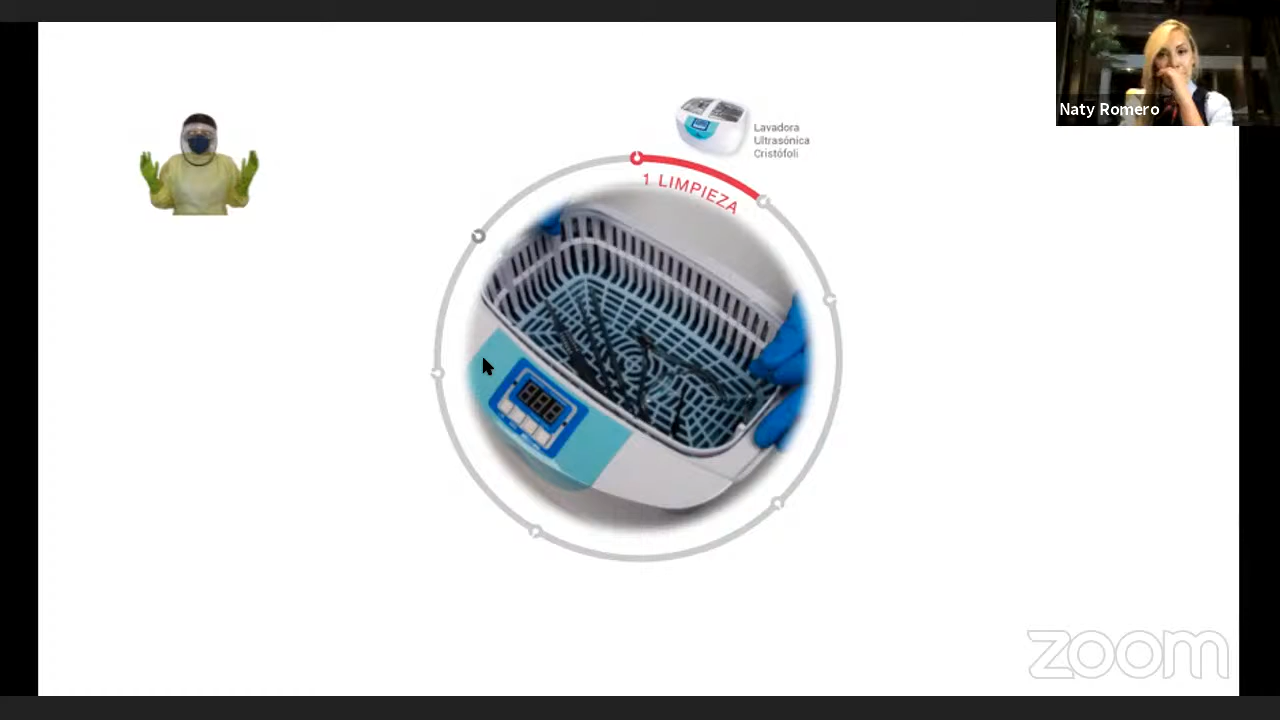 Naty Romero
Lavadora
Ultrasónica
Cristófoli
1 LIMPIEZA
zoom